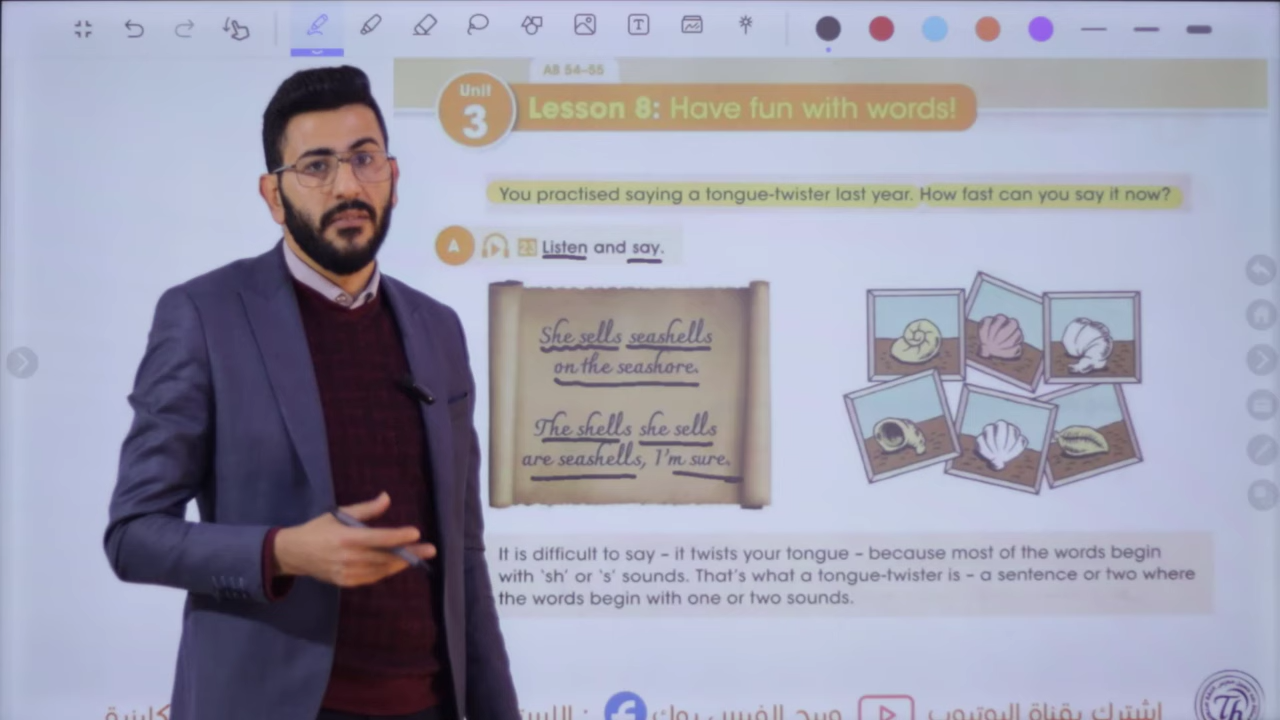 AB 54-55
Unit
3
Lesson 8: Have fun with words!
You practised saying a tongue-twister last year. How fast can you say it now?
A 23 Listen and say.
She sells seashells
on the seashore.
The shells she sells
are seashells, I'm sure.
It is difficult to say – it twists your tongue – because most of the words begin
with 'sh' or 's' sounds. That's what a tongue-twister is – a sentence or two where
the words begin with one or two sounds.
اشترك بقناة اليوتيوب
وبيج الفيس بوك